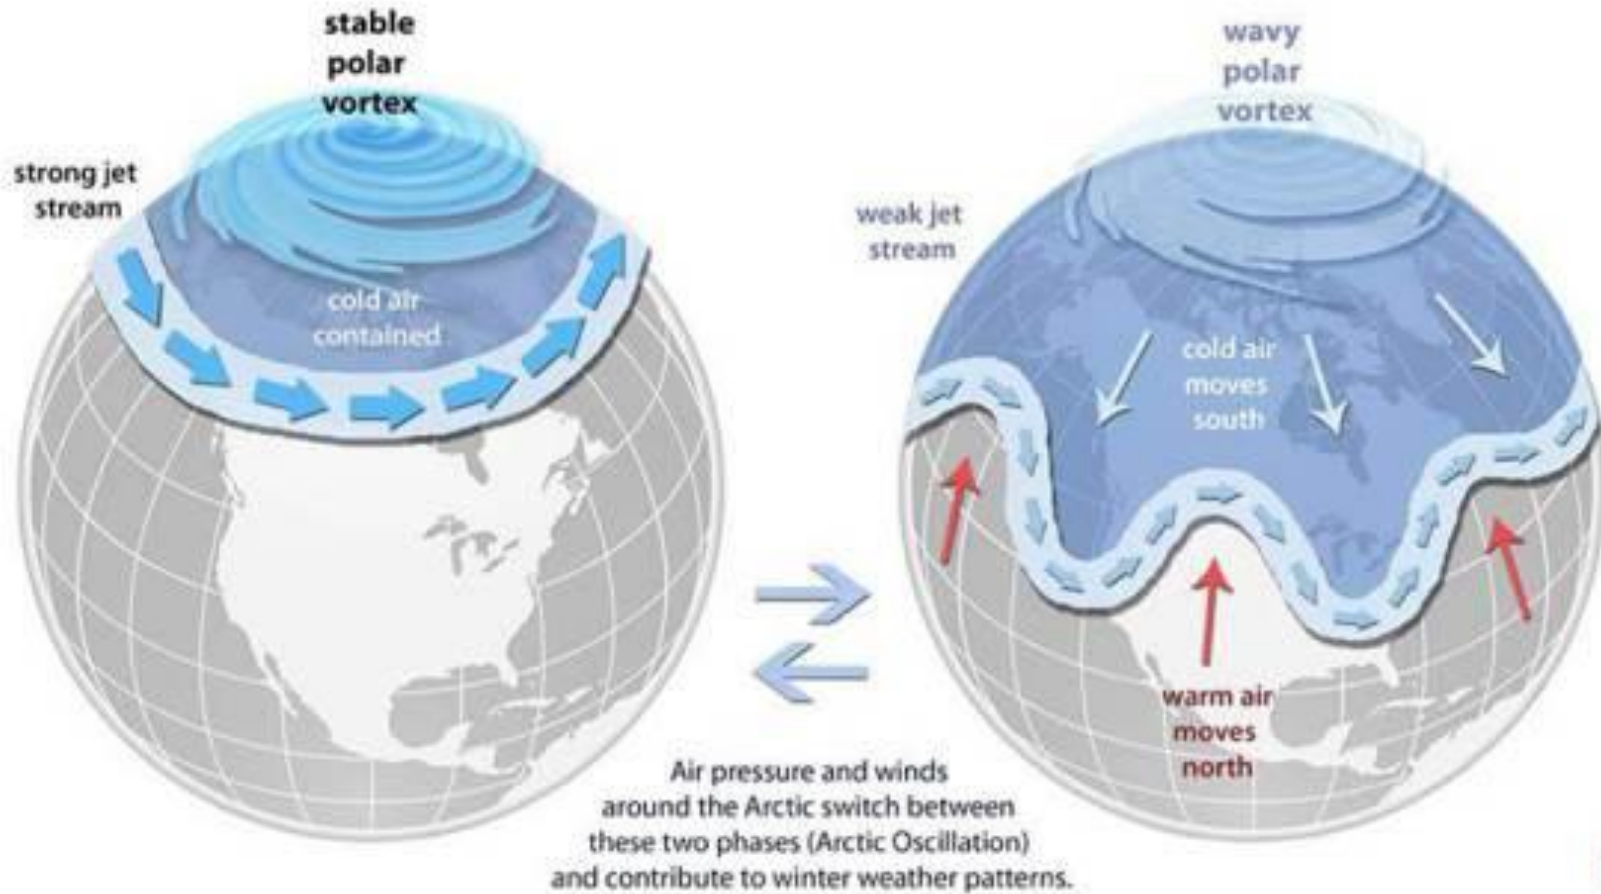 stable
polar
vortex
strong jet
stream
cold air
contained
wavy
polar
vortex
weak jet
stream
cold air
moves
south
warm air
moves
north
Air pressure and winds
around the Arctic switch between
these two phases (Arctic Oscillation)
and contribute to winter weather patterns.